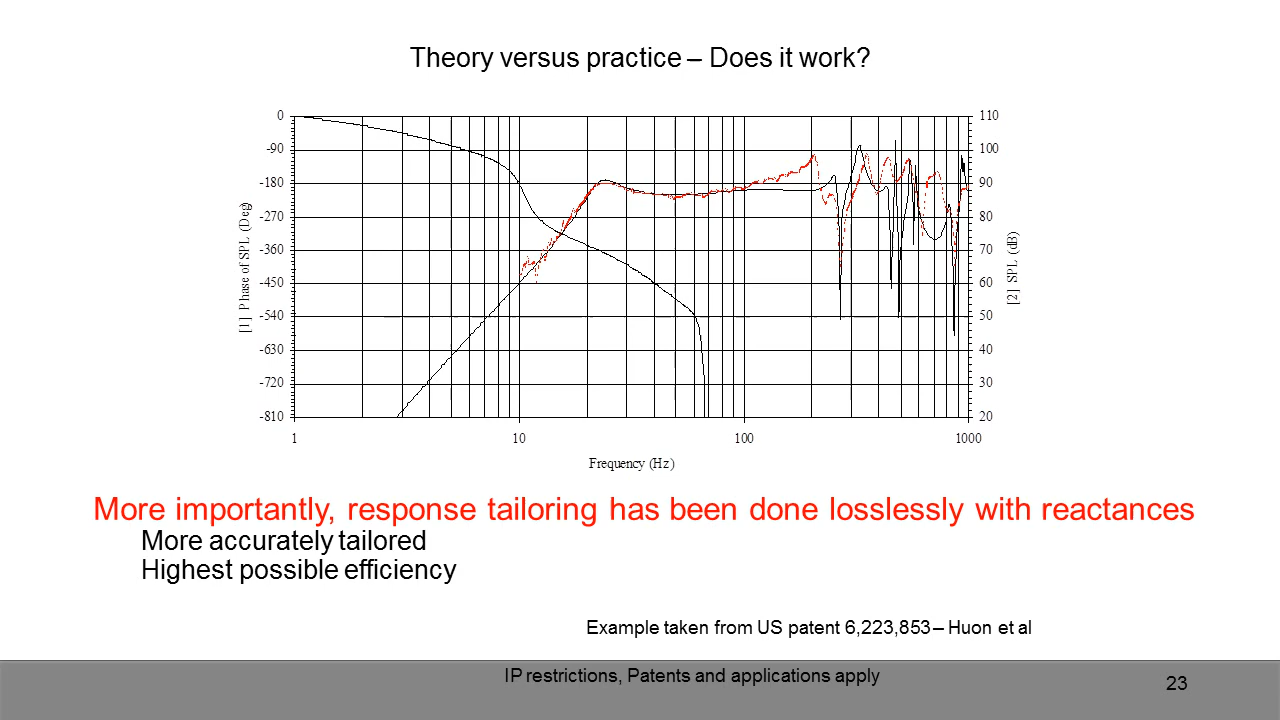 Theory versus practice – Does it work?
0
-90
-180
-270
-360
-450
-540
-630
-720
-810
[1] Phase of SPL (Deg)
110
100
90
80
70
60
50
40
30
20
[2] SPL (dB)
1
10
100
1000
Frequency (Hz)
More importantly, response tailoring has been done losslessly with reactances
More accurately tailored
Highest possible efficiency
Example taken from US patent 6,223,853 – Huon et al
IP restrictions, Patents and applications apply
23